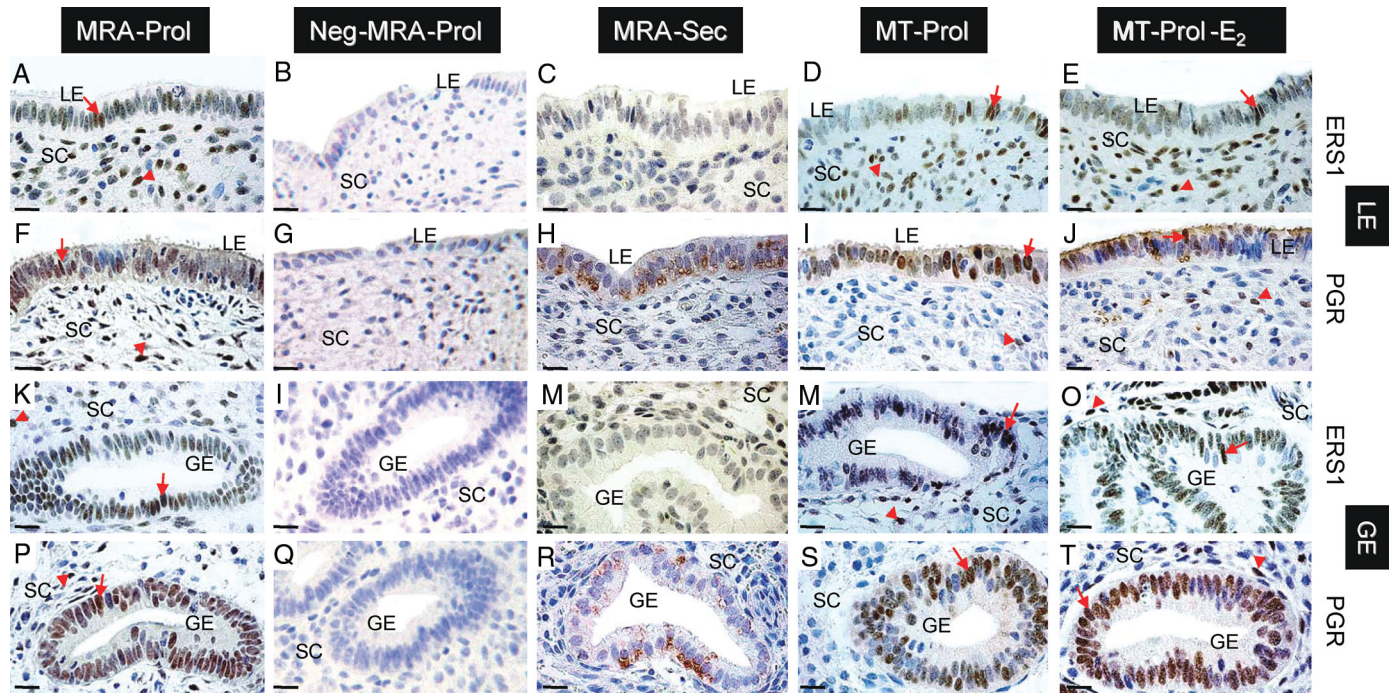 MRA-Prol Neg-MRA-Prol MRA-Sec MT-Prol MT-Prol-E₂
A LE SC
B LE SC
C LE SC
D LE SC
E LE SC
ERS1
F LE SC
G LE SC
H LE SC
I LE SC
J LE SC
PGR
LE
K SC GE
I GE SC
M SC GE
M GE SC
O SC GE
ERS1
P SC GE
Q GE SC
R SC GE
S SC GE
T SC GE
PGR
GE